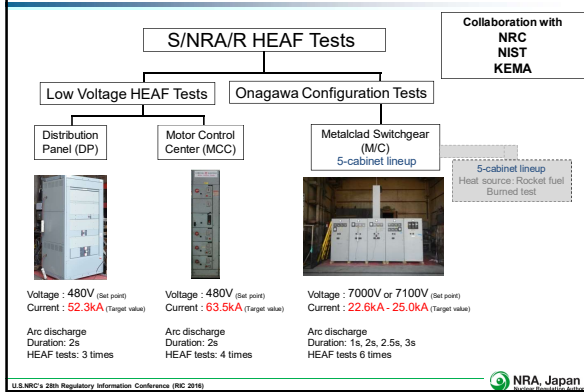 S/NRA/R HEAF Tests
Collaboration with
NRC
NIST
KEMA
Low Voltage HEAF Tests
Onagawa Configuration Tests
Distribution
Panel (DP)
Motor Control
Center (MCC)
Metalclad Switchgear
(M/C)
5-cabinet lineup
5-cabinet lineup
Heat source: Rocket fuel
Burned test
Voltage : 480V (Set point)
Current : 52.3kA (Target value)
Arc discharge
Duration: 2s
HEAF tests: 3 times
Voltage : 480V (Set point)
Current : 63.5kA (Target value)
Arc discharge
Duration: 2s
HEAF tests: 4 times
Voltage : 7000V or 7100V (Set point)
Current : 22.6kA - 25.0kA (Target value)
Arc discharge
Duration: 1s, 2s, 2.5s, 3s
HEAF tests 6 times
U.S.NRC's 28th Regulatory Information Conference (RIC 2016)
NRA, Japan
Nuclear Regulation